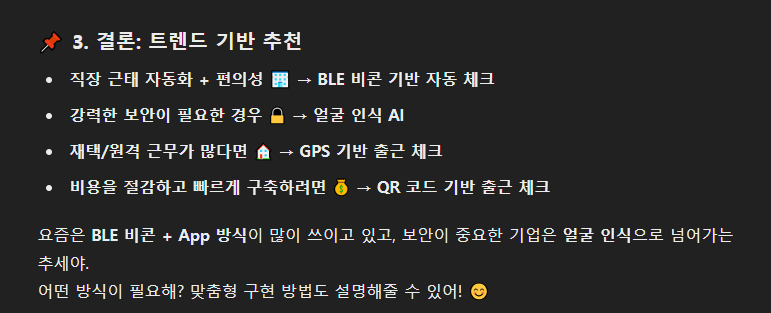 📌 3. 결론: 트렌드 기반 추천
• 직장 근태 자동화 + 편의성 🏢 → BLE 비콘 기반 자동 체크
• 강력한 보안이 필요한 경우 🔒 → 얼굴 인식 AI
• 재택/원격 근무가 많다면 🏠 → GPS 기반 출근 체크
• 비용을 절감하고 빠르게 구축하려면 💰 → QR 코드 기반 출근 체크
요즘은 BLE 비콘 + App 방식이 많이 쓰이고 있고, 보안이 중요한 기업은 얼굴 인식으로 넘어가는
추세야.
어떤 방식이 필요해? 맞춤형 구현 방법도 설명해줄 수 있어! 😊